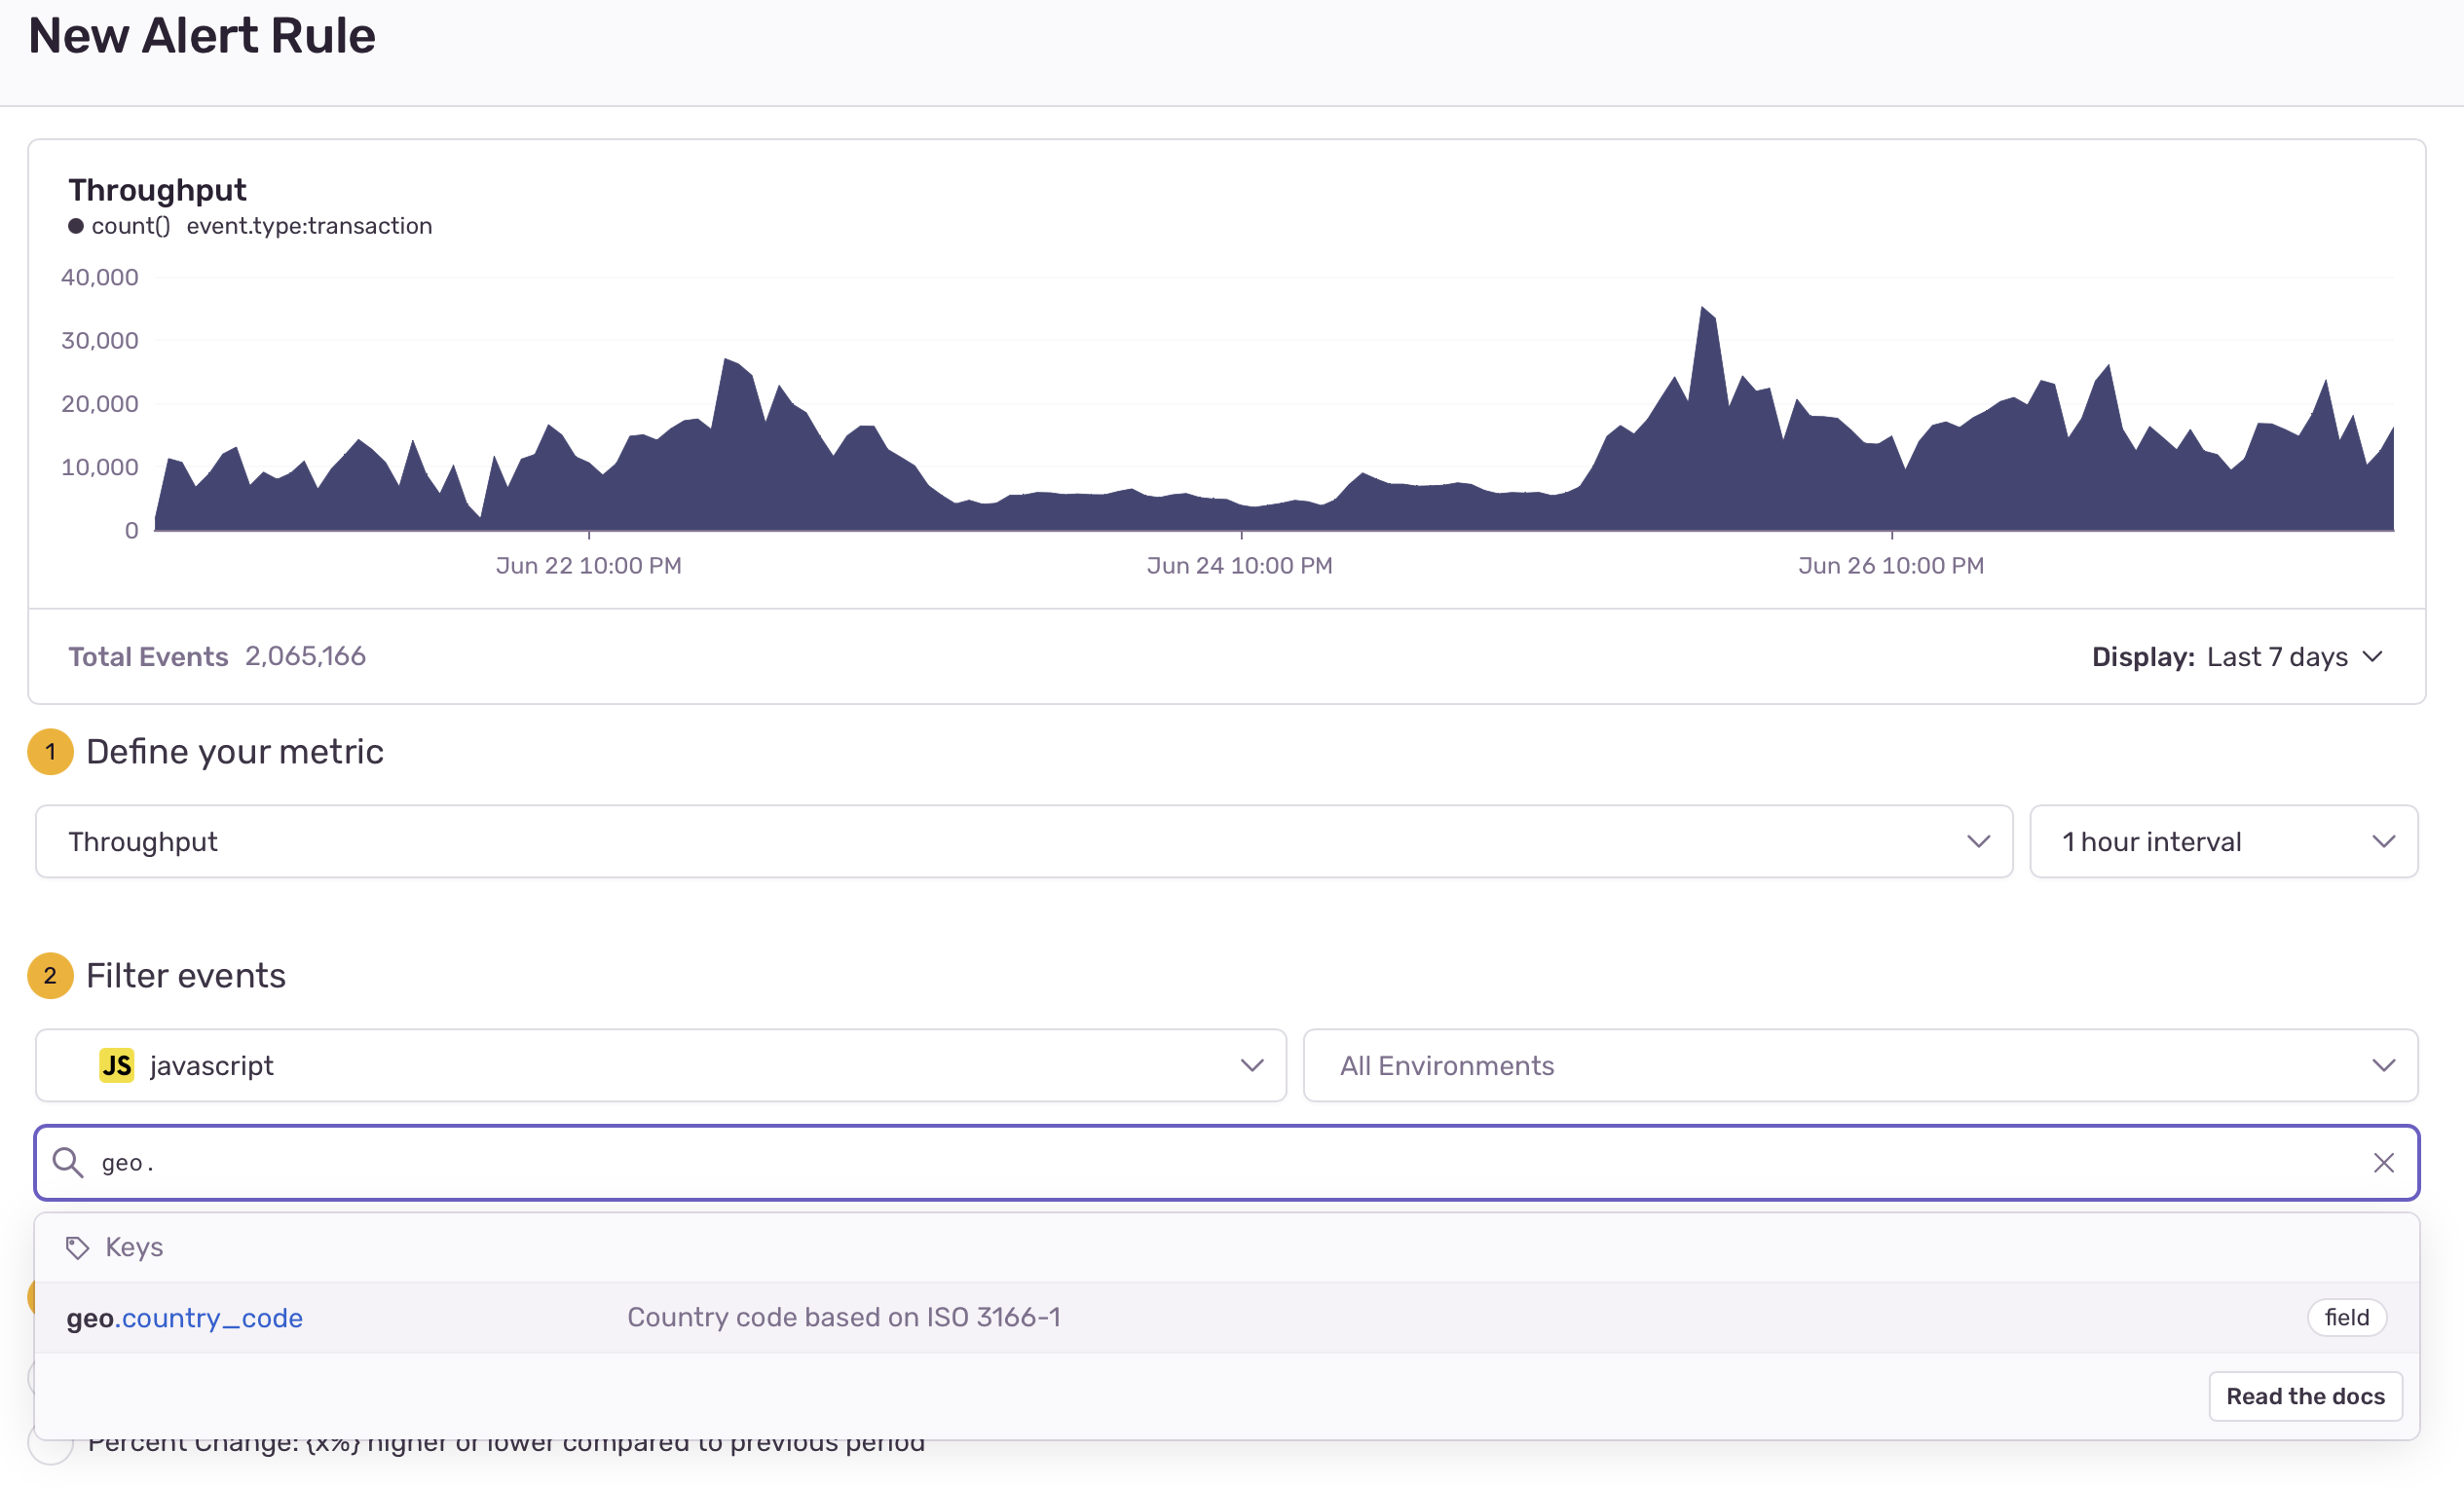 New Alert Rule
Throughput
count() event.type:transaction
40,000
30,000
20,000
10,000
0
Jun 22 10:00 PM Jun 24 10:00 PM Jun 26 10:00 PM
Total Events 2,065,166 Display: Last 7 days
1 Define your metric
Throughput 1 hour interval
2 Filter events
JS javascript All Environments
geo.
Keys
geo.country_code Country code based on ISO 3166-1 field
Read the docs
Percent Change: {x%} higher or lower compared to previous period